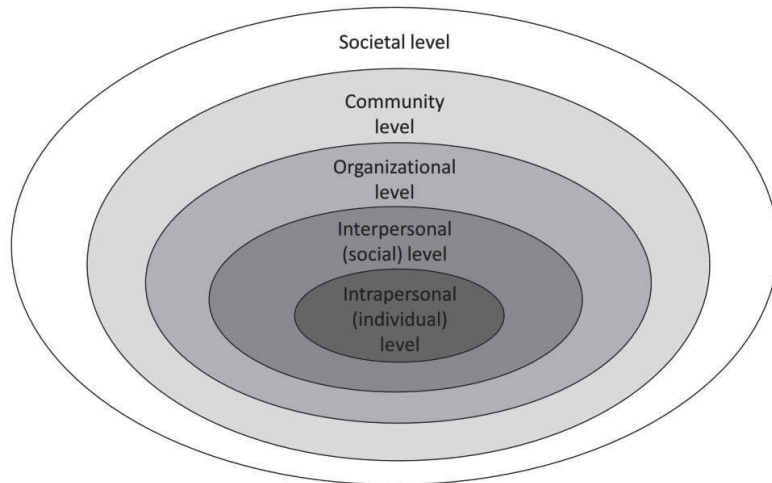 Societal level
Community
level
Organizational
level
Interpersonal
(social) level
Intrapersonal
(individual)
level